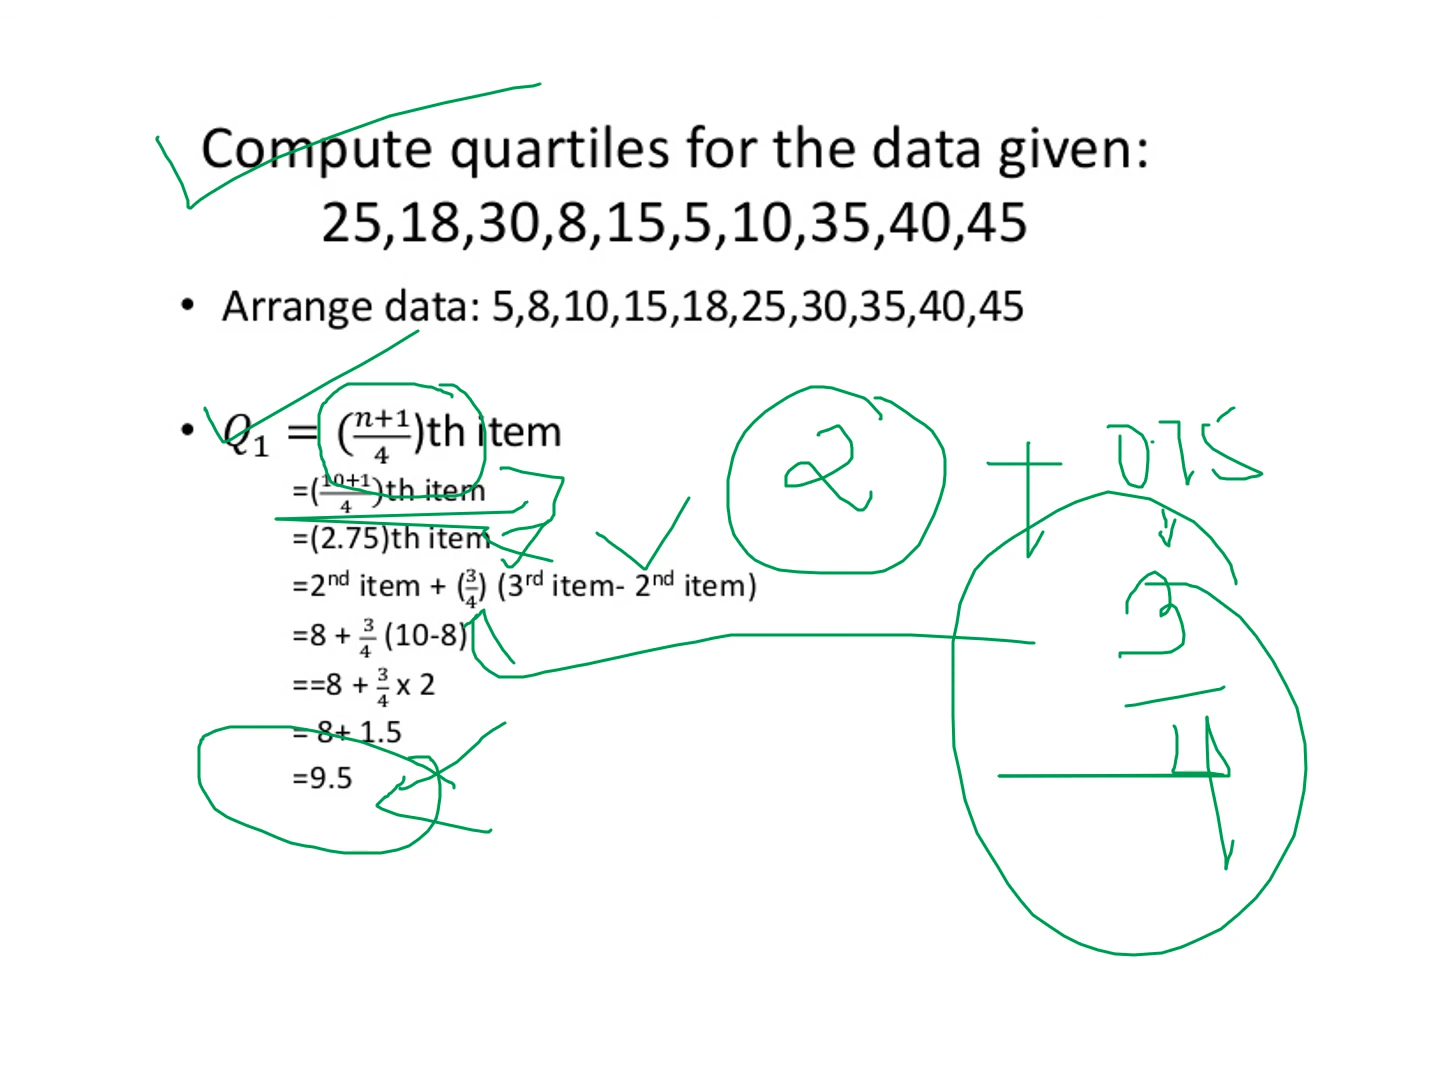 Compute quartiles for the data given:
25,18,30,8,15,5,10,35,40,45
• Arrange data: 5,8,10,15,18,25,30,35,40,45
• Q₁ = (n+1/4)th item
=(10+1/4)th item
=(2.75)th item
=2nd item + (3/4) (3rd item- 2nd item)
=8 + 3/4 (10-8)
==8 + 3/4 x 2
= 8+ 1.5
=9.5
2 + 0.75
3
4